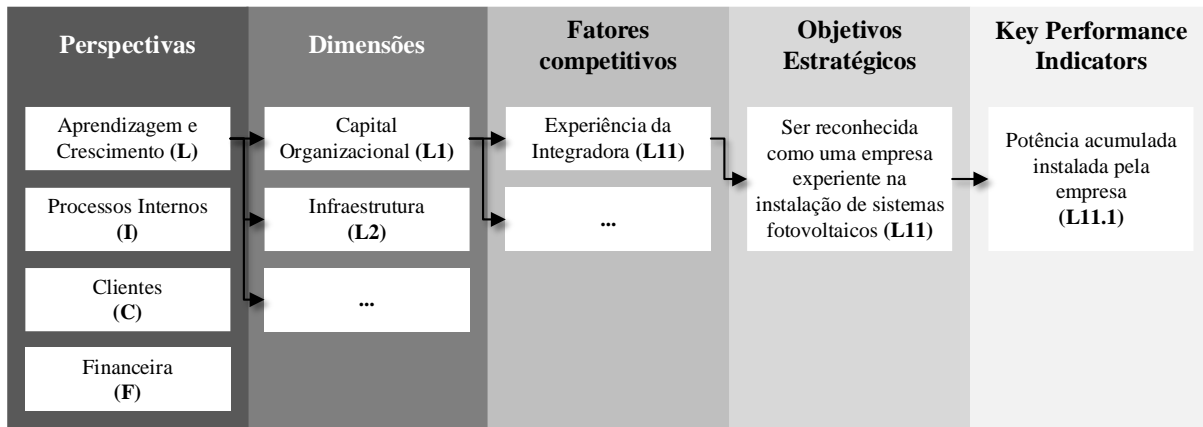 Perspectivas
Dimensões
Fatores
competitivos
Objetivos
Estratégicos
Key Performance
Indicators
Aprendizagem e
Crescimento (L)
Processos Internos
(I)
Clientes
(C)
Financeira
(F)
Capital
Organizacional (L1)
Infraestrutura
(L2)
...
Experiência da
Integradora (L11)
...
Ser reconhecida
como uma empresa
experiente na
instalação de sistemas
fotovoltaicos (L11)
Potência acumulada
instalada pela
empresa
(L11.1)